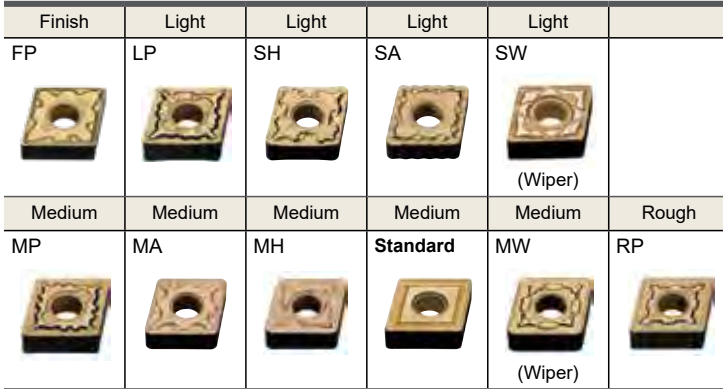 Finish Light Light Light Light
FP LP SH SA SW
(Wiper)
Medium Medium Medium Medium Medium Rough
MP MA MH Standard MW RP
(Wiper)